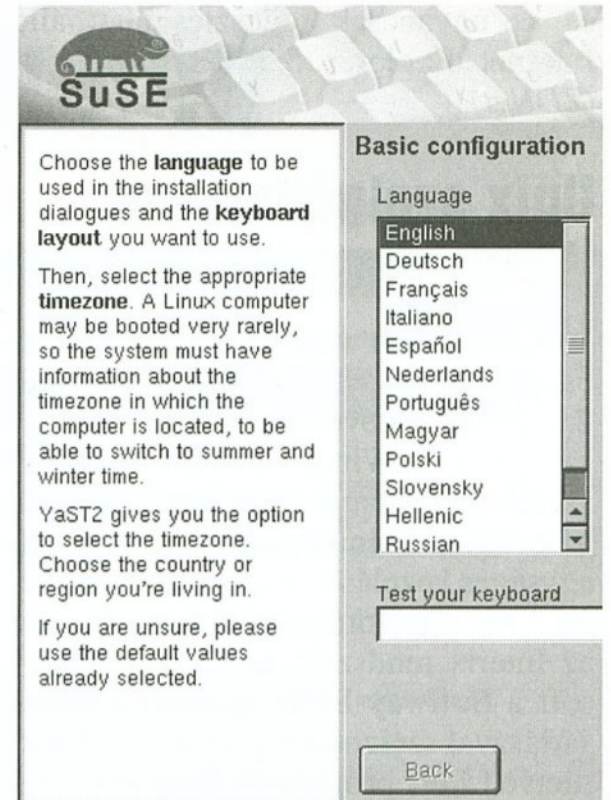 SuSE
Choose the language to be
used in the installation
dialogues and the keyboard
layout you want to use.
Then, select the appropriate
timezone. A Linux computer
may be booted very rarely,
so the system must have
information about the
timezone in which the
computer is located, to be
able to switch to summer and
winter time.
YaST2 gives you the option
to select the timezone.
Choose the country or
region you're living in.
If you are unsure, please
use the default values
already selected.
Basic configuration
Language
English
Deutsch
Français
Italiano
Español
Nederlands
Português
Magyar
Polski
Slovensky
Hellenic
Russian
Test your keyboard
Back